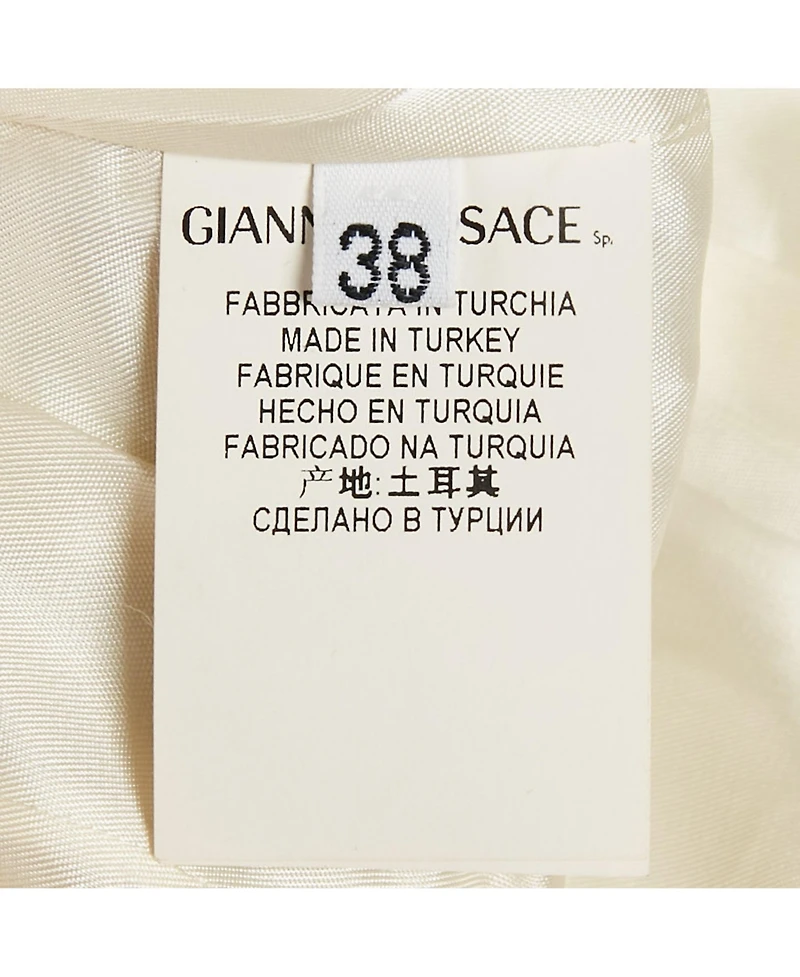 GIANN SACE Sp.
38
FABBRICATA IN TURCHIA
MADE IN TURKEY
FABRIQUE EN TURQUIE
HECHO EN TURQUIA
FABRICADO NA TURQUIA
产地: 土耳其
СДЕЛАНО В ТУРЦИИ